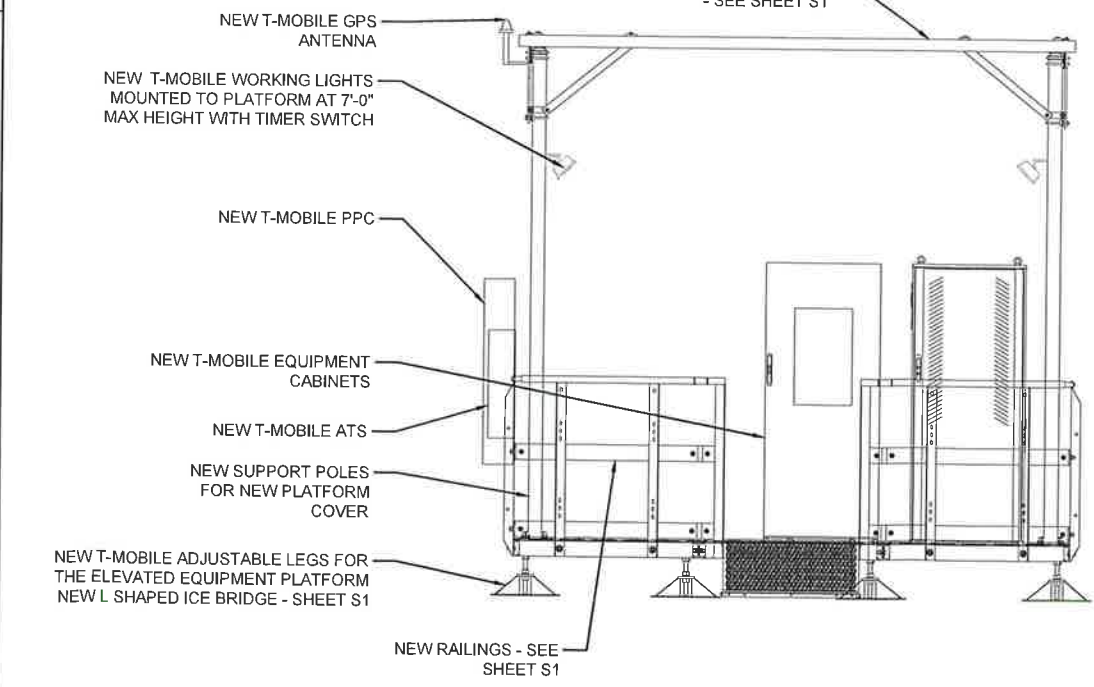 - SEE SHEET S1
NEW T-MOBILE GPS
ANTENNA
NEW T-MOBILE WORKING LIGHTS
MOUNTED TO PLATFORM AT 7'-0"
MAX HEIGHT WITH TIMER SWITCH
NEW T-MOBILE PPC
NEW T-MOBILE EQUIPMENT
CABINETS
NEW T-MOBILE ATS
NEW SUPPORT POLES
FOR NEW PLATFORM
COVER
NEW T-MOBILE ADJUSTABLE LEGS FOR
THE ELEVATED EQUIPMENT PLATFORM
NEW L SHAPED ICE BRIDGE - SHEET S1
NEW RAILINGS - SEE
SHEET S1